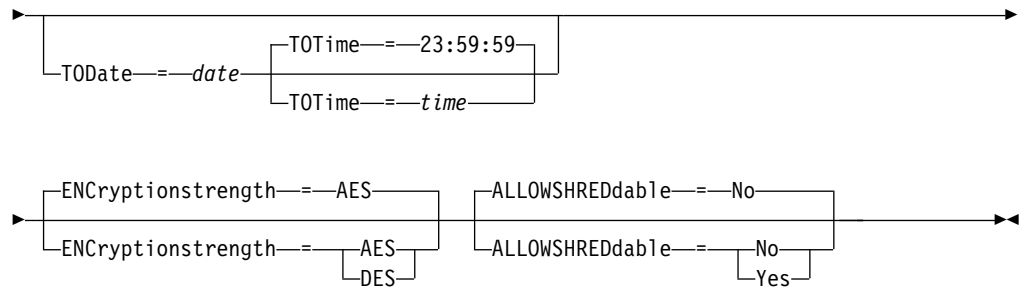 TOTime = 23:59:59
TODate = date
TOTime = time
ENCryptionstrength = AES ALLOWSHREDdable = No
ENCryptionstrength = AES ALLOWSHREDdable = No
DES Yes